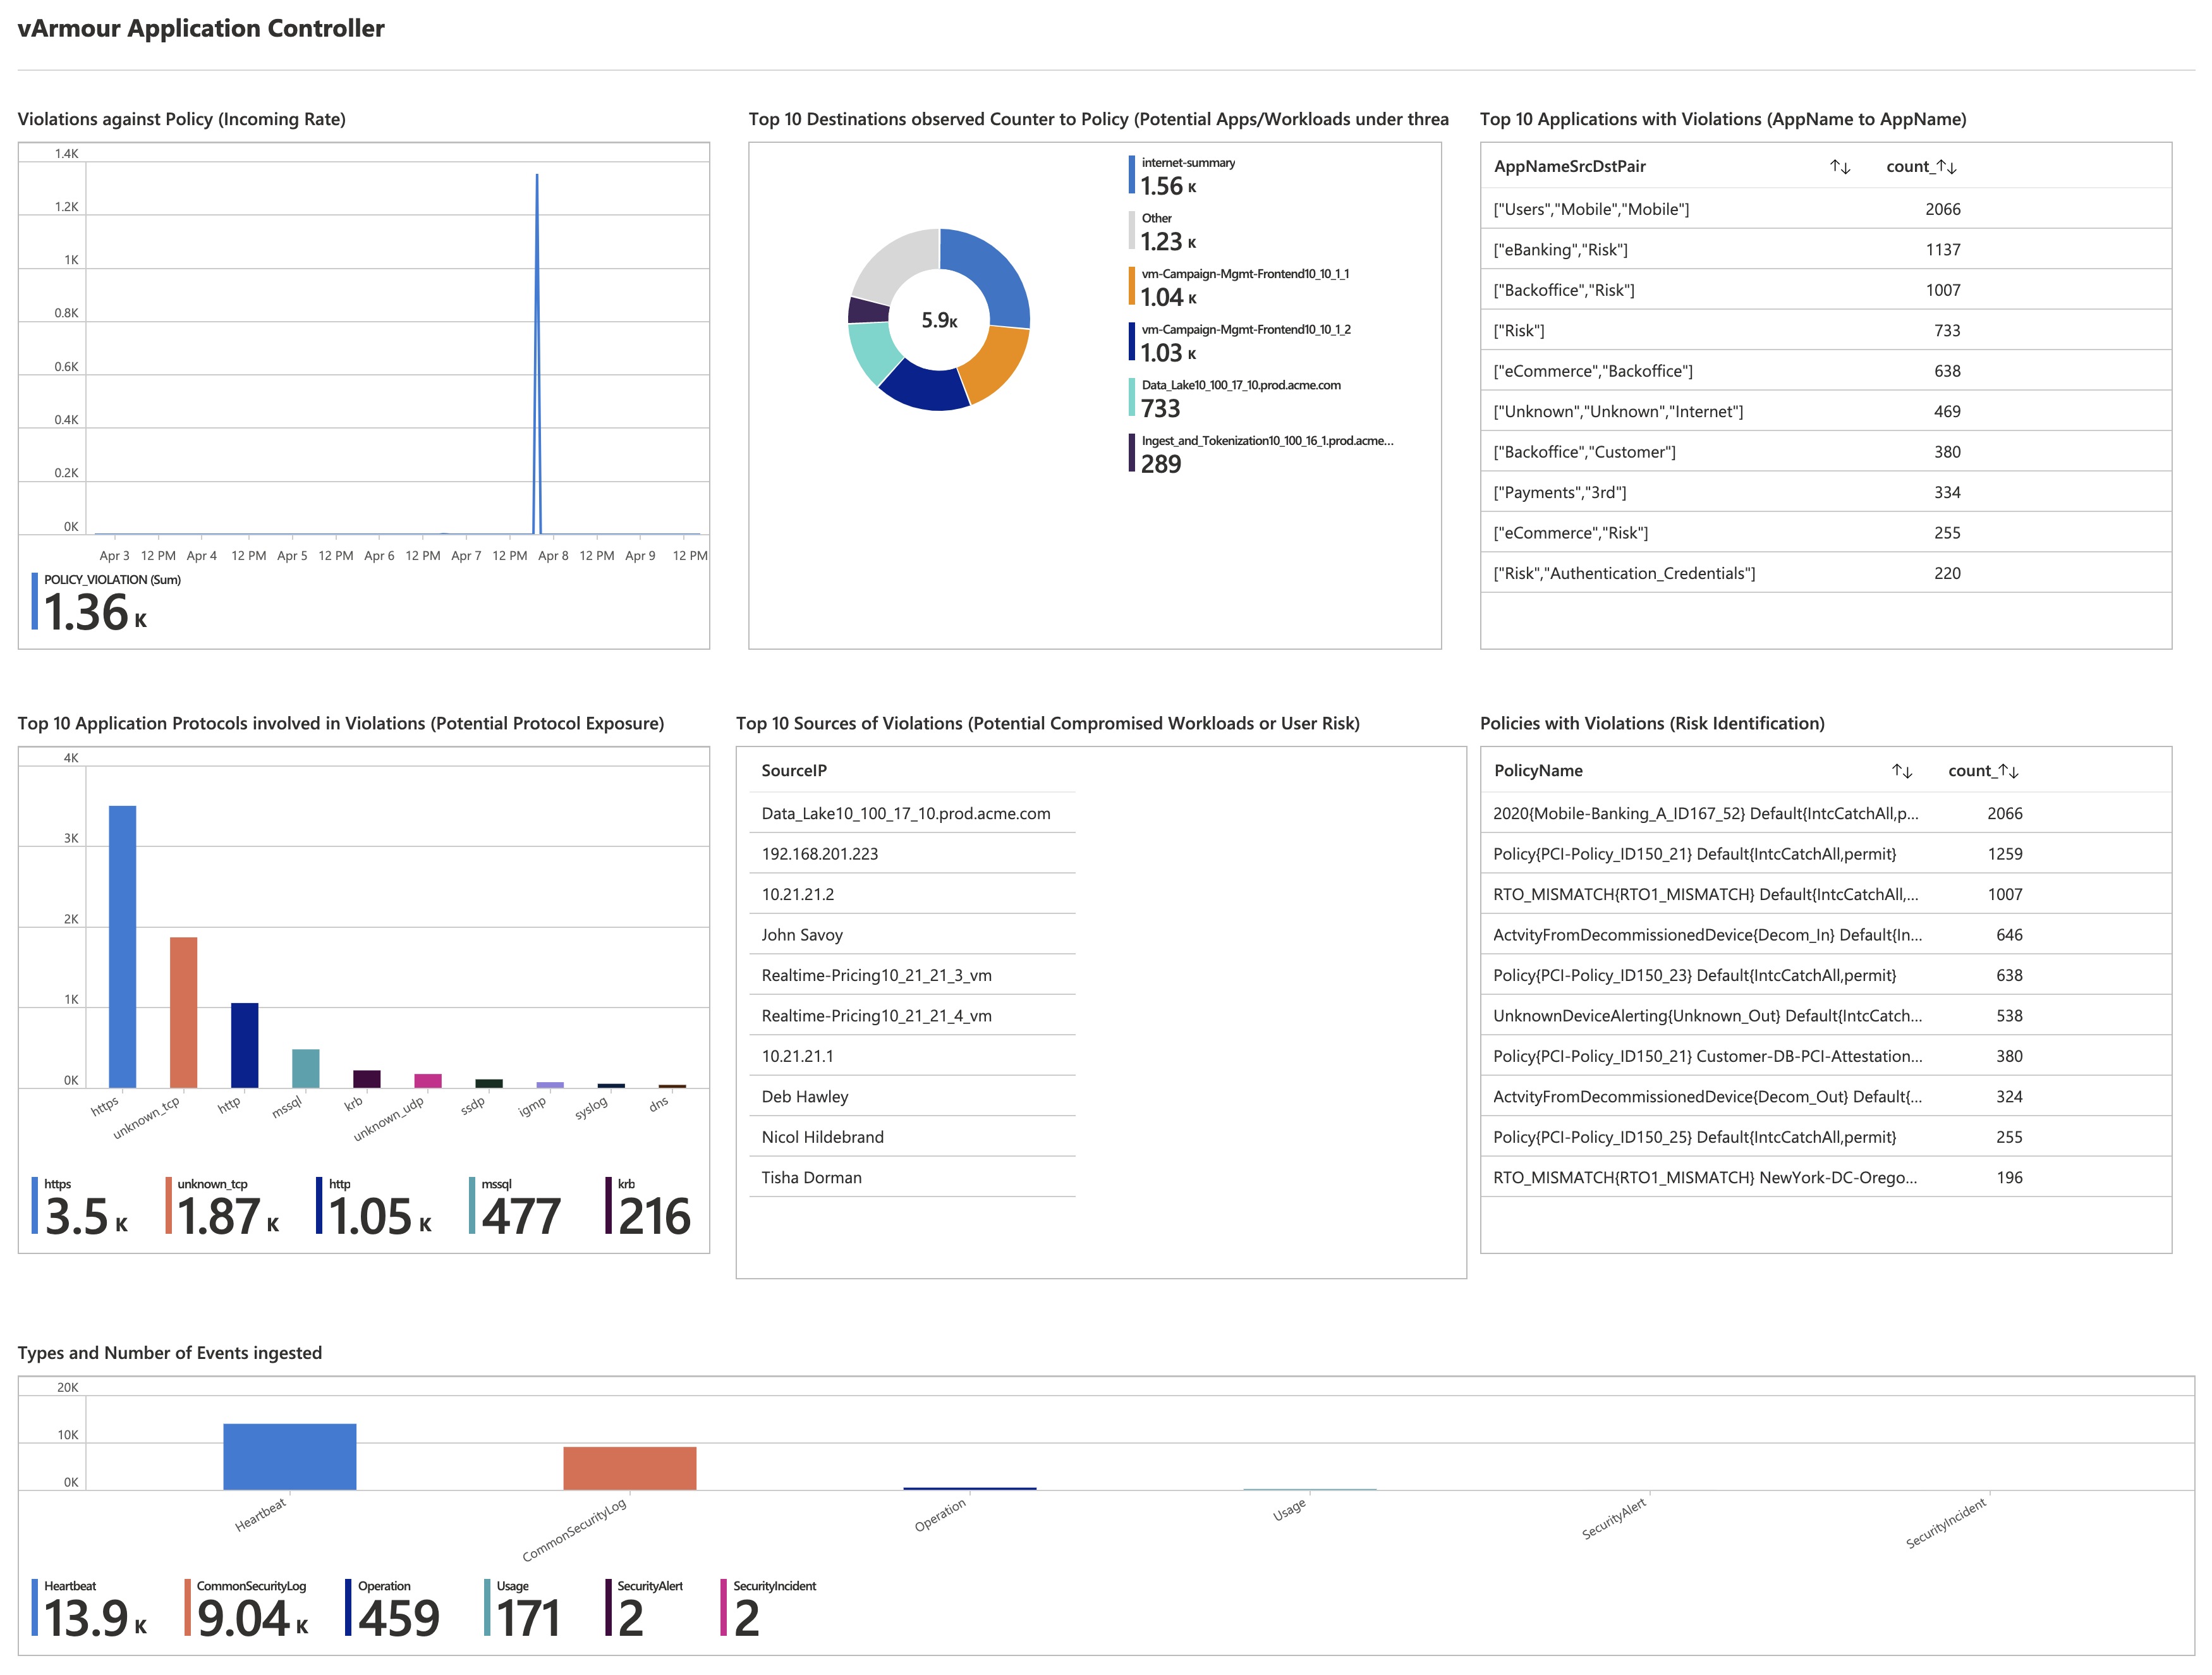 vArmour Application Controller
Violations against Policy (Incoming Rate)
1.4K
1.2K
1K
0.8K
0.6K
0.4K
0.2K
0K
Apr 3 12 PM Apr 4 12 PM Apr 5 12 PM Apr 6 12 PM Apr 7 12 PM Apr 8 12 PM Apr 9 12 PM
POLICY_VIOLATION (Sum)
1.36 K
Top 10 Destinations observed Counter to Policy (Potential Apps/Workloads under threa
5.9K
internet-summary
1.56 K
Other
1.23 K
vm-Campaign-Mgmt-Frontend10_10_1_1
1.04 K
vm-Campaign-Mgmt-Frontend10_10_1_2
1.03 K
Data_Lake10_100_17_10.prod.acme.com
733
Ingest_and_Tokenization10_100_16_1.prod.acme...
289
Top 10 Applications with Violations (AppName to AppName)
AppNameSrcDstPair ↑↓ count_↑↓
["Users","Mobile","Mobile"] 2066
["eBanking","Risk"] 1137
["Backoffice","Risk"] 1007
["Risk"] 733
["eCommerce","Backoffice"] 638
["Unknown","Unknown","Internet"] 469
["Backoffice","Customer"] 380
["Payments","3rd"] 334
["eCommerce","Risk"] 255
["Risk","Authentication_Credentials"] 220
Top 10 Application Protocols involved in Violations (Potential Protocol Exposure)
4K
3K
2K
1K
0K
https unknown_tcp http mssql krb unknown_udp ssdp igmp syslog dns
https unknown_tcp http mssql krb
3.5 K 1.87 K 1.05 K 477 216
Top 10 Sources of Violations (Potential Compromised Workloads or User Risk)
SourceIP
Data_Lake10_100_17_10.prod.acme.com
192.168.201.223
10.21.21.2
John Savoy
Realtime-Pricing10_21_21_3_vm
Realtime-Pricing10_21_21_4_vm
10.21.21.1
Deb Hawley
Nicol Hildebrand
Tisha Dorman
Policies with Violations (Risk Identification)
PolicyName ↑↓ count_↑↓
2020{Mobile-Banking_A_ID167_52} Default{IntcCatchAll,p... 2066
Policy{PCI-Policy_ID150_21} Default{IntcCatchAll,permit} 1259
RTO_MISMATCH{RTO1_MISMATCH} Default{IntcCatchAll,... 1007
ActvityFromDecommissionedDevice{Decom_In} Default{In... 646
Policy{PCI-Policy_ID150_23} Default{IntcCatchAll,permit} 638
UnknownDeviceAlerting{Unknown_Out} Default{IntcCatch... 538
Policy{PCI-Policy_ID150_21} Customer-DB-PCI-Attestation... 380
ActvityFromDecommissionedDevice{Decom_Out} Default{... 324
Policy{PCI-Policy_ID150_25} Default{IntcCatchAll,permit} 255
RTO_MISMATCH{RTO1_MISMATCH} NewYork-DC-Orego... 196
Types and Number of Events ingested
20K
10K
0K
Heartbeat CommonSecurityLog Operation Usage SecurityAlert SecurityIncident
Heartbeat CommonSecurityLog Operation Usage SecurityAlert SecurityIncident
13.9 K 9.04 K 459 171 2 2